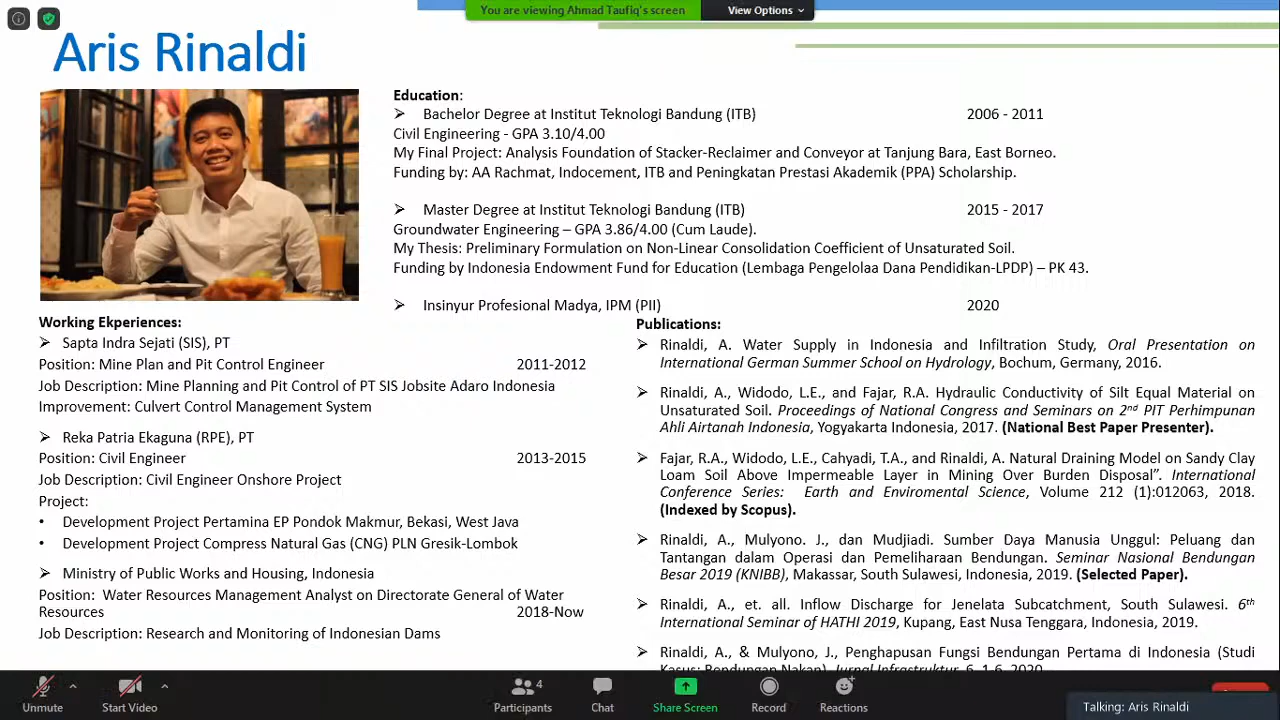 You are viewing Ahmad Taufiq's screen
View Options
Aris Rinaldi
Education:
Bachelor Degree at Institut Teknologi Bandung (ITB) 2006 - 2011
Civil Engineering - GPA 3.10/4.00
My Final Project: Analysis Foundation of Stacker-Reclaimer and Conveyor at Tanjung Bara, East Borneo.
Funding by: AA Rachmat, Indocement, ITB and Peningkatan Prestasi Akademik (PPA) Scholarship.
Master Degree at Institut Teknologi Bandung (ITB) 2015 - 2017
Groundwater Engineering – GPA 3.86/4.00 (Cum Laude).
My Thesis: Preliminary Formulation on Non-Linear Consolidation Coefficient of Unsaturated Soil.
Funding by Indonesia Endowment Fund for Education (Lembaga Pengelolaa Dana Pendidikan-LPDP) – PK 43.
Insinyur Profesional Madya, IPM (PII) 2020
Working Ekperiences:
Sapta Indra Sejati (SIS), PT
Position: Mine Plan and Pit Control Engineer 2011-2012
Job Description: Mine Planning and Pit Control of PT SIS Jobsite Adaro Indonesia
Improvement: Culvert Control Management System
Reka Patria Ekaguna (RPE), PT
Position: Civil Engineer 2013-2015
Job Description: Civil Engineer Onshore Project
Project:
• Development Project Pertamina EP Pondok Makmur, Bekasi, West Java
• Development Project Compress Natural Gas (CNG) PLN Gresik-Lombok
Ministry of Public Works and Housing, Indonesia
Position: Water Resources Management Analyst on Directorate General of Water
Resources 2018-Now
Job Description: Research and Monitoring of Indonesian Dams
Publications:
Rinaldi, A. Water Supply in Indonesia and Infiltration Study, Oral Presentation on
International German Summer School on Hydrology, Bochum, Germany, 2016.
Rinaldi, A., Widodo, L.E., and Fajar, R.A. Hydraulic Conductivity of Silt Equal Material on
Unsaturated Soil. Proceedings of National Congress and Seminars on 2nd PIT Perhimpunan
Ahli Airtanah Indonesia, Yogyakarta Indonesia, 2017. (National Best Paper Presenter).
Fajar, R.A., Widodo, L.E., Cahyadi, T.A., and Rinaldi, A. Natural Draining Model on Sandy Clay
Loam Soil Above Impermeable Layer in Mining Over Burden Disposal”. International
Conference Series: Earth and Enviromental Science, Volume 212 (1):012063, 2018.
(Indexed by Scopus).
Rinaldi, A., Mulyono. J., dan Mudjiadi. Sumber Daya Manusia Unggul: Peluang dan
Tantangan dalam Operasi dan Pemeliharaan Bendungan. Seminar Nasional Bendungan
Besar 2019 (KNIBB), Makassar, South Sulawesi, Indonesia, 2019. (Selected Paper).
Rinaldi, A., et. all. Inflow Discharge for Jenelata Subcatchment, South Sulawesi. 6th
International Seminar of HATHI 2019, Kupang, East Nusa Tenggara, Indonesia, 2019.
Rinaldi, A., & Mulyono, J., Penghapusan Fungsi Bendungan Pertama di Indonesia (Studi
Kasus: Bendungan Nakan). Jurnal Infrastruktur, 6, 1-6, 2020.
Unmute
Start Video
Participants 4
Chat
Share Screen
Record
Reactions
Talking: Aris Rinaldi